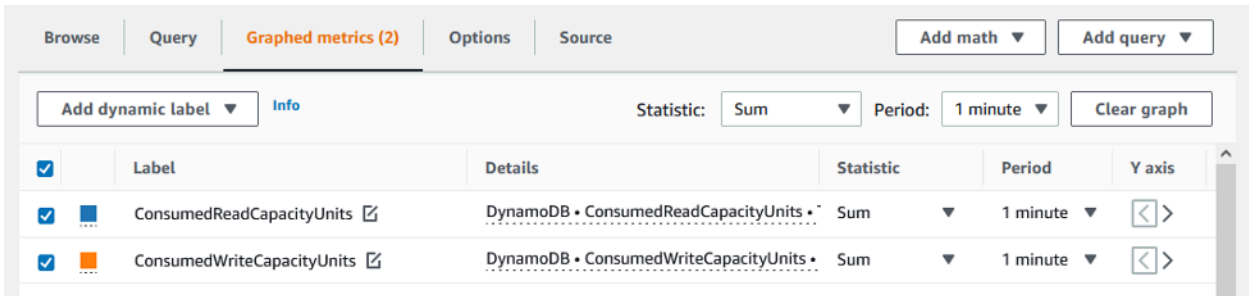 Browse Query Graphed metrics (2) Options Source Add math ▼ Add query ▼
Add dynamic label ▼ Info Statistic: Sum ▼ Period: 1 minute ▼ Clear graph
Label Details Statistic Period Y axis
ConsumedReadCapacityUnits DynamoDB • ConsumedReadCapacityUnits • Sum ▼ 1 minute ▼ < >
ConsumedWriteCapacityUnits DynamoDB • ConsumedWriteCapacityUnits • Sum ▼ 1 minute ▼ < >